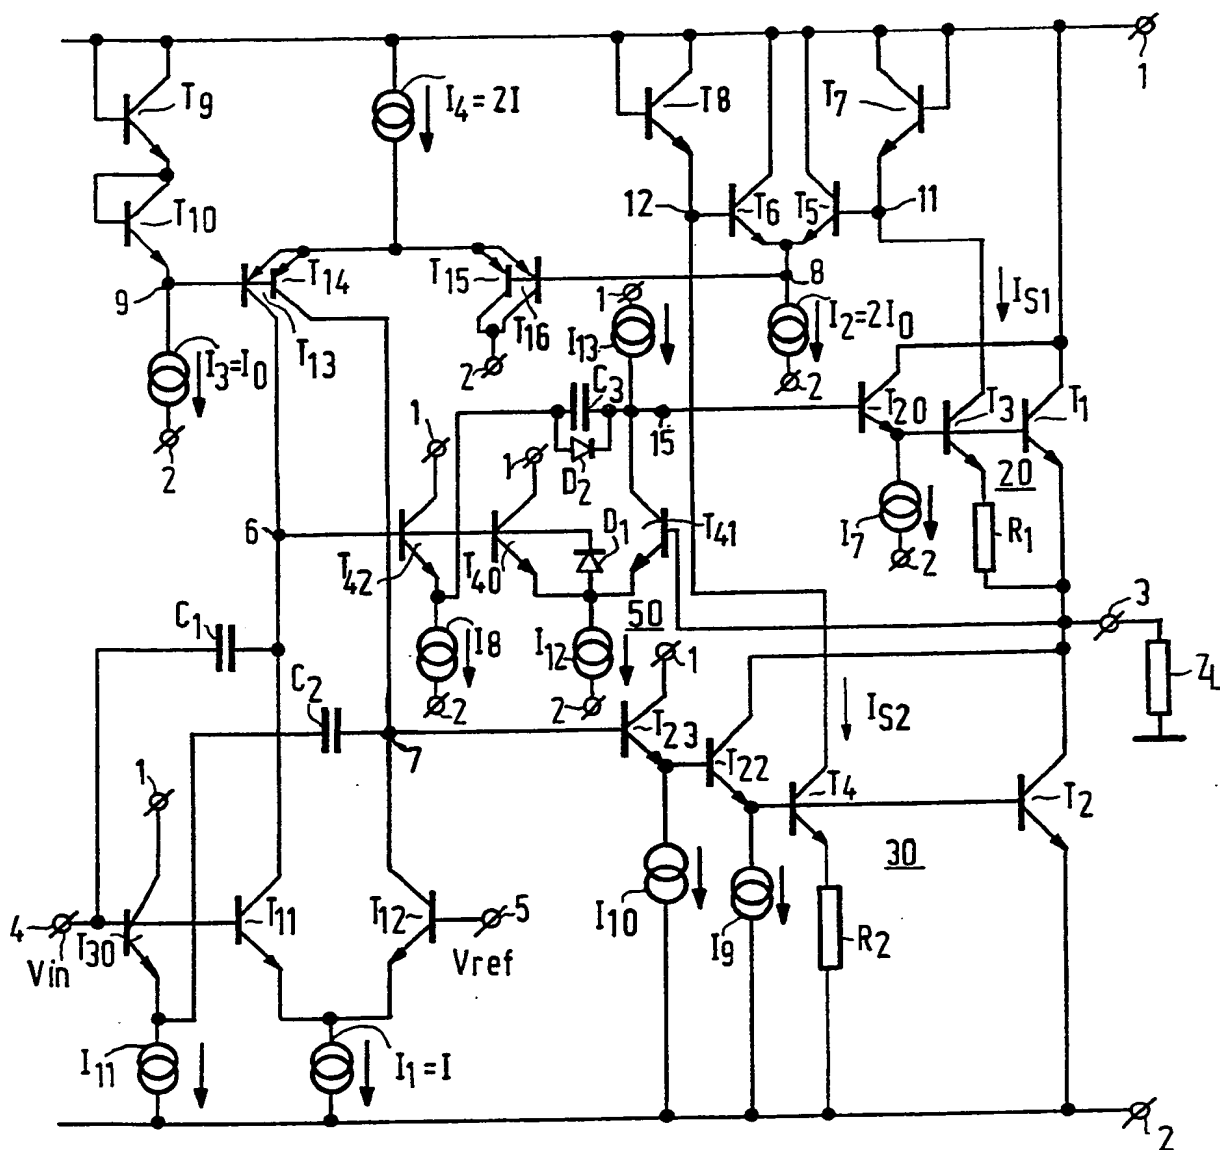 1
T9
I4 = 2I
T8
T7
T10
12
T6
T5
11
9
T14
T15
8
IS1
1
T13
T16
I13
I2=2I0
I3=I0
2
2
C3
T20
T3
T1
2
1
1
15
D2
20
6
D1
T41
I7
R1
T42
T40
2
C1
50
3
I8
I12
C2
1
ZL
2
2
IS2
T23
7
T22
1
T4
T2
30
4
T30
T11
T12
5
I10
I9
R2
Vin
Vref
I11
I1=I
2